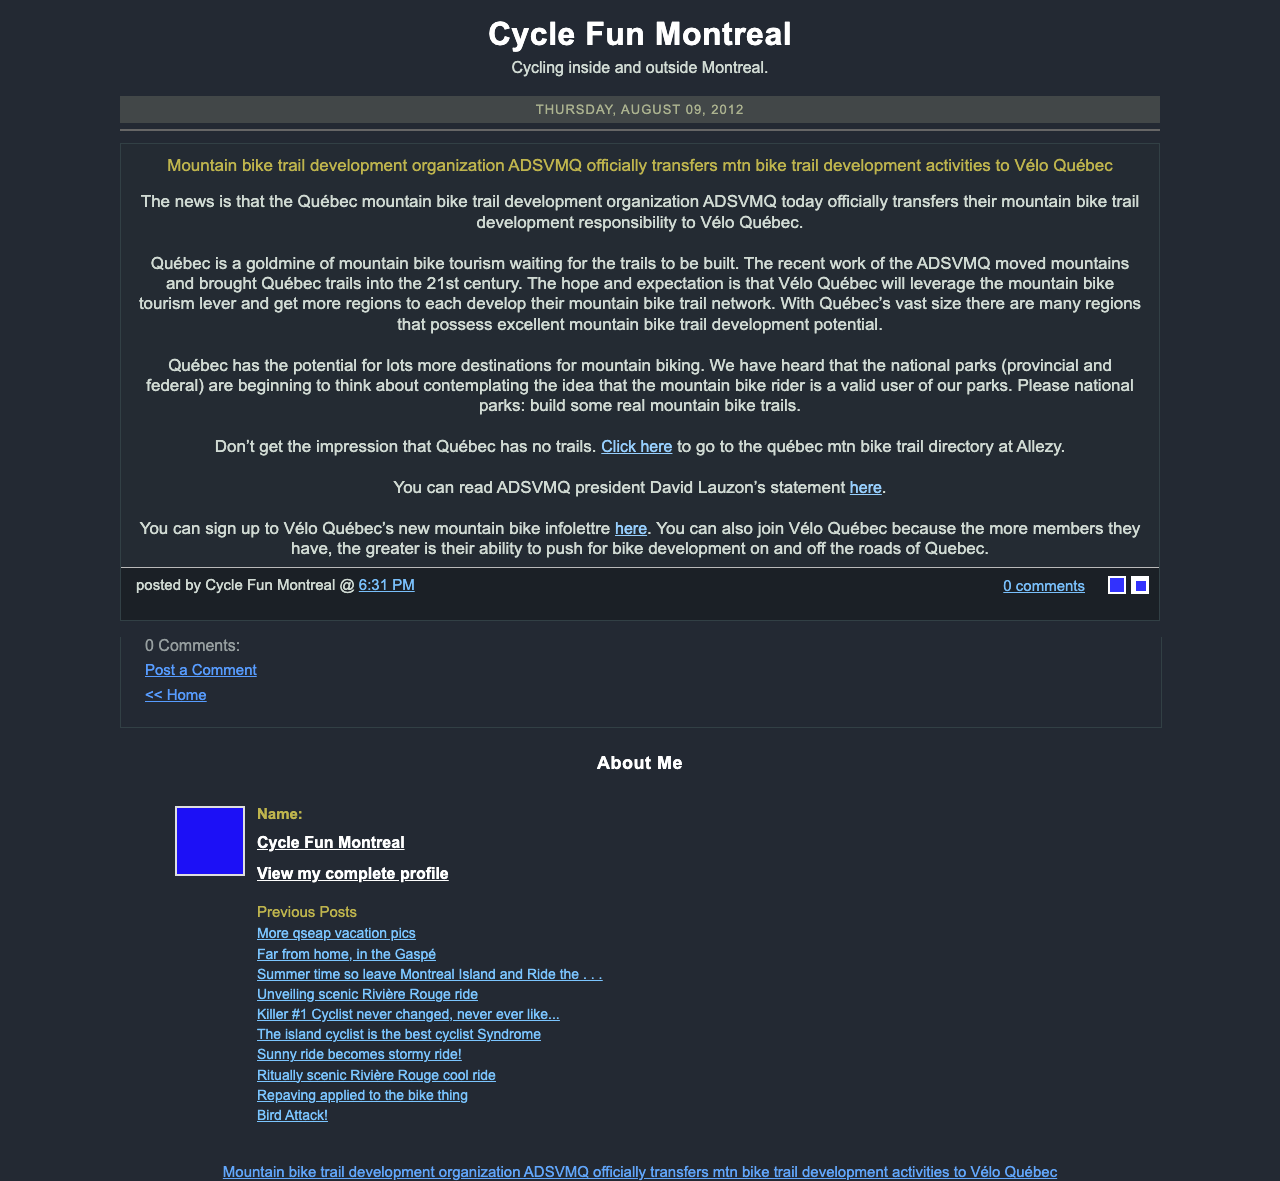 Cycle Fun Montreal
Cycling inside and outside Montreal.
THURSDAY, AUGUST 09, 2012
Mountain bike trail development organization ADSVMQ officially transfers mtn bike trail development activities to Vélo Québec
The news is that the Québec mountain bike trail development organization ADSVMQ today officially transfers their mountain bike trail
development responsibility to Vélo Québec.
Québec is a goldmine of mountain bike tourism waiting for the trails to be built. The recent work of the ADSVMQ moved mountains
and brought Québec trails into the 21st century. The hope and expectation is that Vélo Québec will leverage the mountain bike
tourism lever and get more regions to each develop their mountain bike trail network. With Québec’s vast size there are many regions
that possess excellent mountain bike trail development potential.
Québec has the potential for lots more destinations for mountain biking. We have heard that the national parks (provincial and
federal) are beginning to think about contemplating the idea that the mountain bike rider is a valid user of our parks. Please national
parks: build some real mountain bike trails.
Don’t get the impression that Québec has no trails. Click here to go to the québec mtn bike trail directory at Allezy.
You can read ADSVMQ president David Lauzon’s statement here.
You can sign up to Vélo Québec's new mountain bike infolettre here. You can also join Vélo Québec because the more members they
have, the greater is their ability to push for bike development on and off the roads of Quebec.
posted by Cycle Fun Montreal @ 6:31 PM
0 comments
0 Comments:
Post a Comment
<< Home
About Me
Name:
Cycle Fun Montreal
View my complete profile
Previous Posts
More qseap vacation pics
Far from home, in the Gaspé
Summer time so leave Montreal Island and Ride the . . .
Unveiling scenic Rivière Rouge ride
Killer #1 Cyclist never changed, never ever like...
The island cyclist is the best cyclist Syndrome
Sunny ride becomes stormy ride!
Ritually scenic Rivière Rouge cool ride
Repaving applied to the bike thing
Bird Attack!
Mountain bike trail development organization ADSVMQ officially transfers mtn bike trail development activities to Vélo Québec